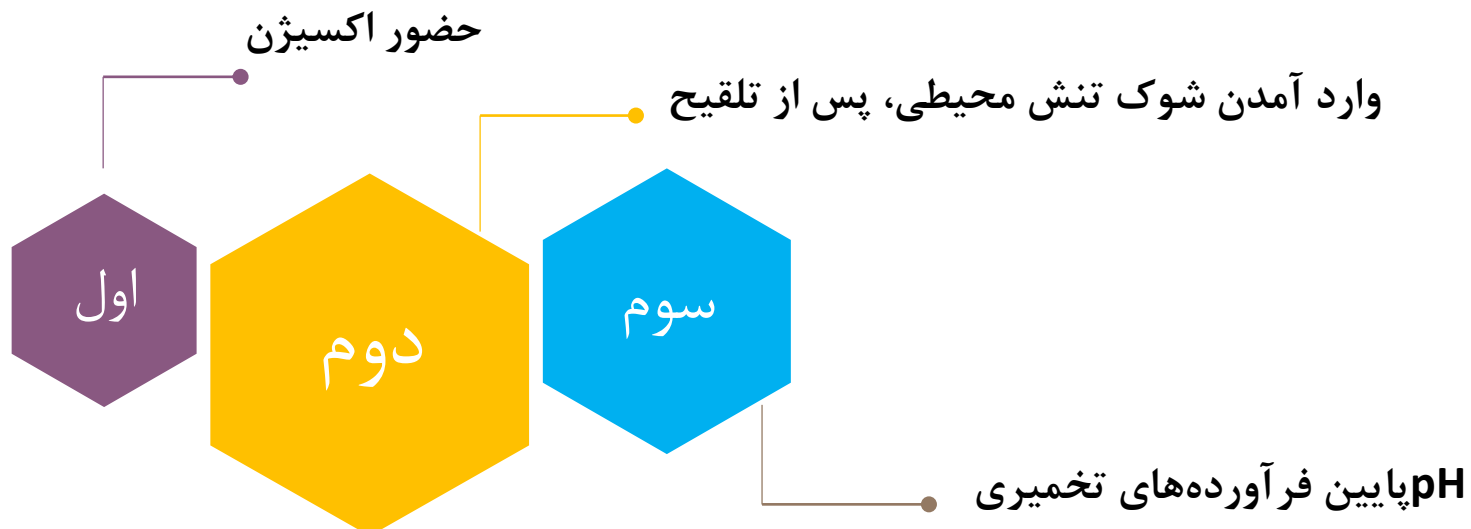 حضور اکسیژن
وارد آمدن شوک تنش محیطی، پس از تلقیح
اول
دوم
سوم
pHپایین فرآورده‌های تخمیری